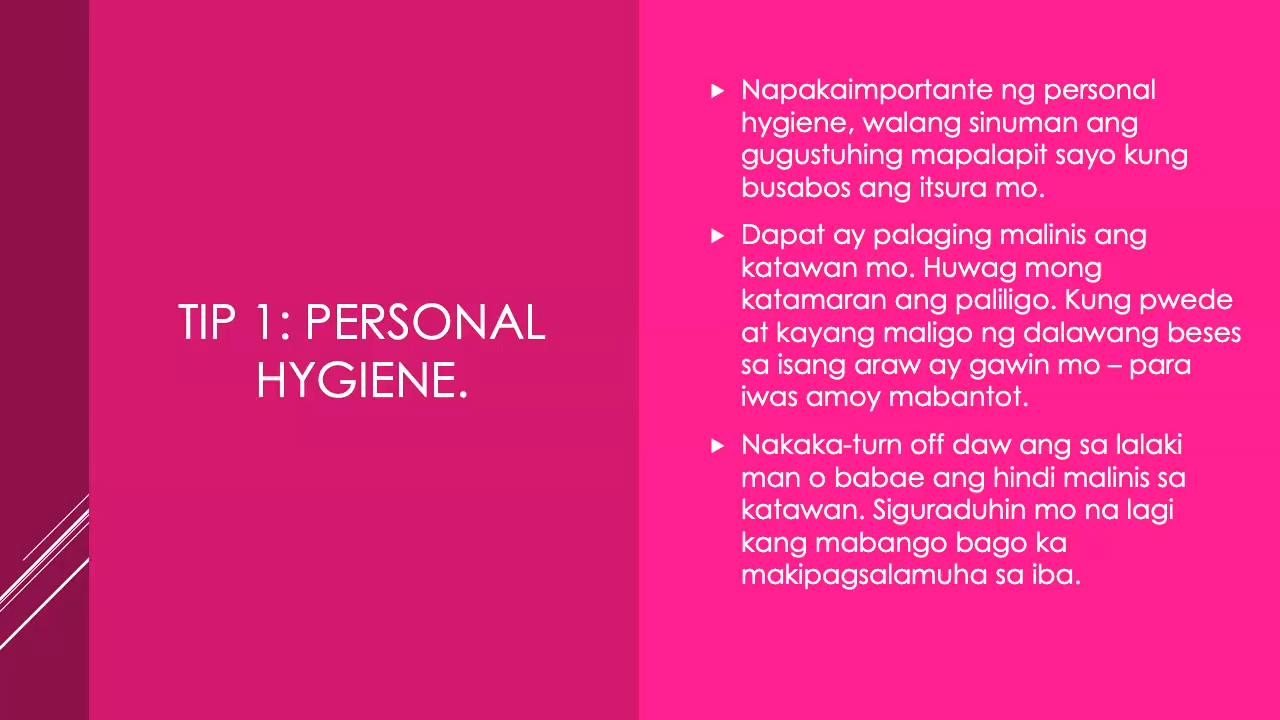 TIP 1: PERSONAL
HYGIENE.
Napakaimportante ng personal
hygiene, walang sinuman ang
gugustuhing mapalapit sayo kung
busabos ang itsura mo.
Dapat ay palaging malinis ang
katawan mo. Huwag mong
katamaran ang paliligo. Kung pwede
at kayang maligo ng dalawang beses
sa isang araw ay gawin mo – para
iwas amoy mabantot.
Nakaka-turn off daw ang sa lalaki
man o babae ang hindi malinis sa
katawan. Siguraduhin mo na lagi
kang mabango bago ka
makipagsalamuha sa iba.